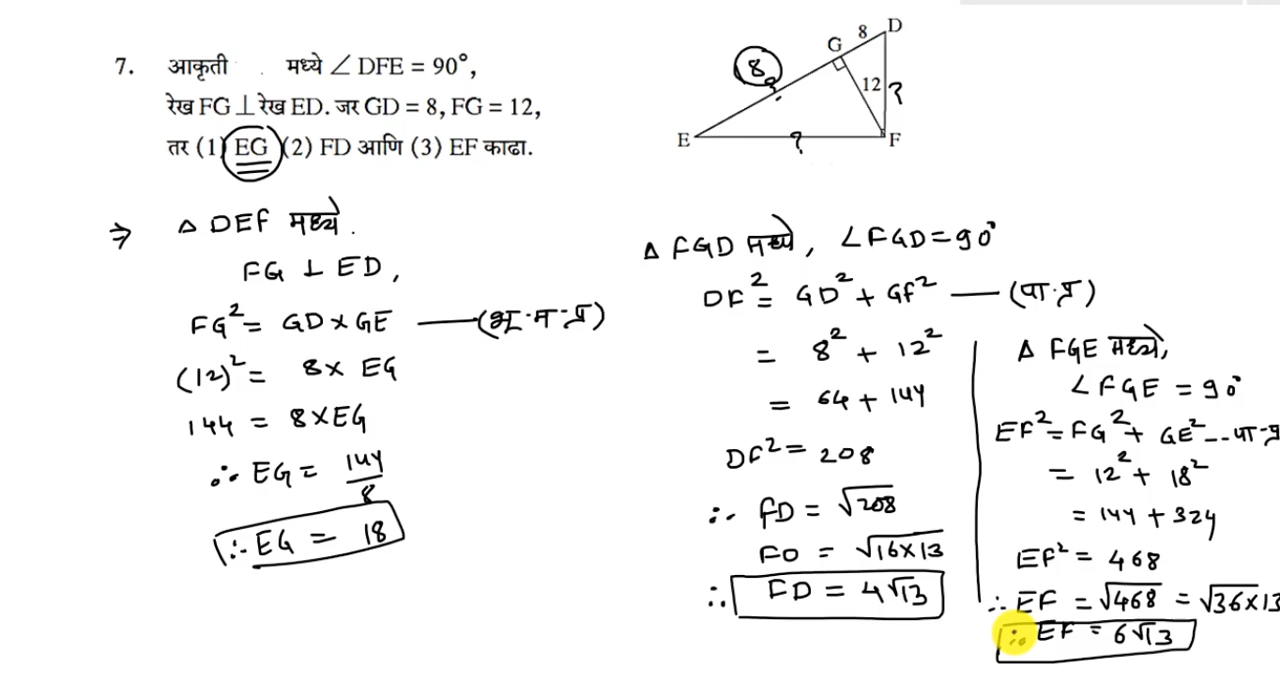 7. आकृती . मध्ये ∠ DFE = 90°,
रेख FG ⊥ रेख ED. जर GD = 8, FG = 12,
तर (1) EG (2) FD आणि (3) EF काढा.
D
8
G
8
?
12
?
E
?
F
⇒ △ DEF मध्ये.
FG ⊥ ED,
FG² = GD × GE —— (भू.म.प्र)
(12)² = 8 × EG
144 = 8 × EG
∴ EG = 144/8
∴ EG = 18
△ FGD मध्ये, ∠FGD = 90°
DF² = GD² + GF² —— (पा.प्र)
= 8² + 12²
= 64 + 144
DF² = 208
∴ FD = √208
FD = √16×13
∴ FD = 4√13
△ FGE मध्ये,
∠FGE = 90°
EF² = FG² + GE² -- पा-प्र
= 12² + 18²
= 144 + 324
EF² = 468
∴ EF = √468 = √36×13
∴ EF = 6√13